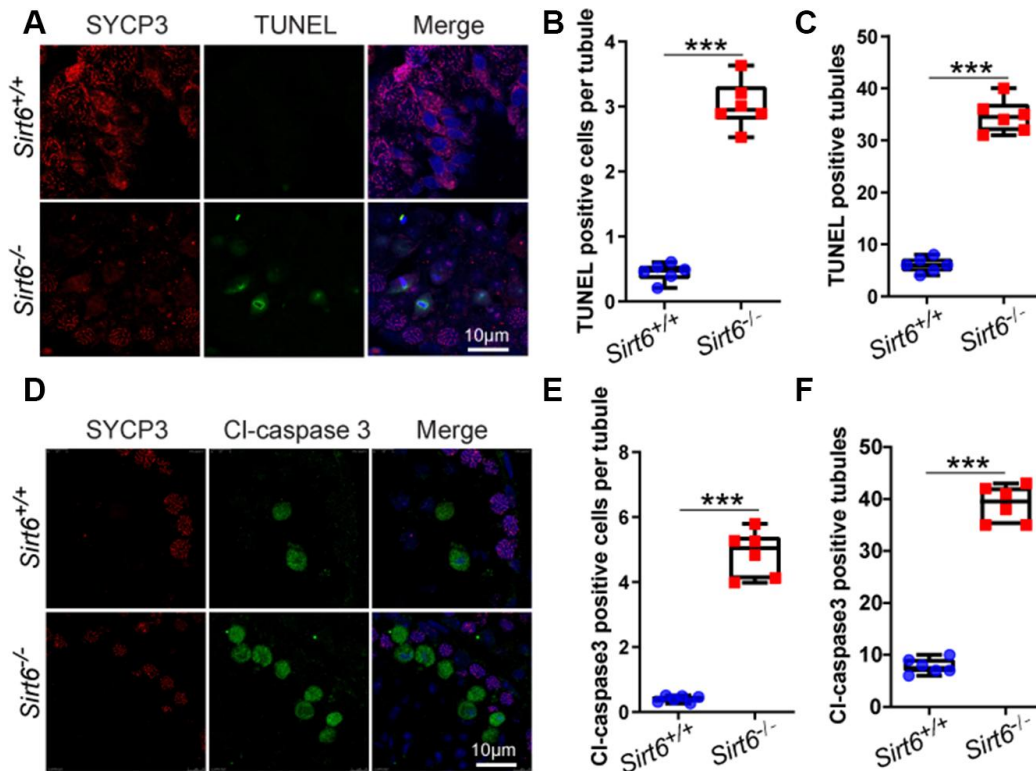 A
SYCP3 TUNEL Merge
Sirt6+/+
Sirt6-/-
10μm
B
TUNEL positive cells per tubule
4
3
2
1
0
***
Sirt6+/+ Sirt6-/-
C
TUNEL positive tubules
50
40
30
20
10
0
***
Sirt6+/+ Sirt6-/-
D
SYCP3 Cl-caspase 3 Merge
Sirt6+/+
Sirt6-/-
10μm
E
Cl-caspase3 positive cells per tubule
8
6
4
2
0
***
Sirt6+/+ Sirt6-/-
F
Cl-caspase3 positive tubules
50
40
30
20
10
0
***
Sirt6+/+ Sirt6-/-